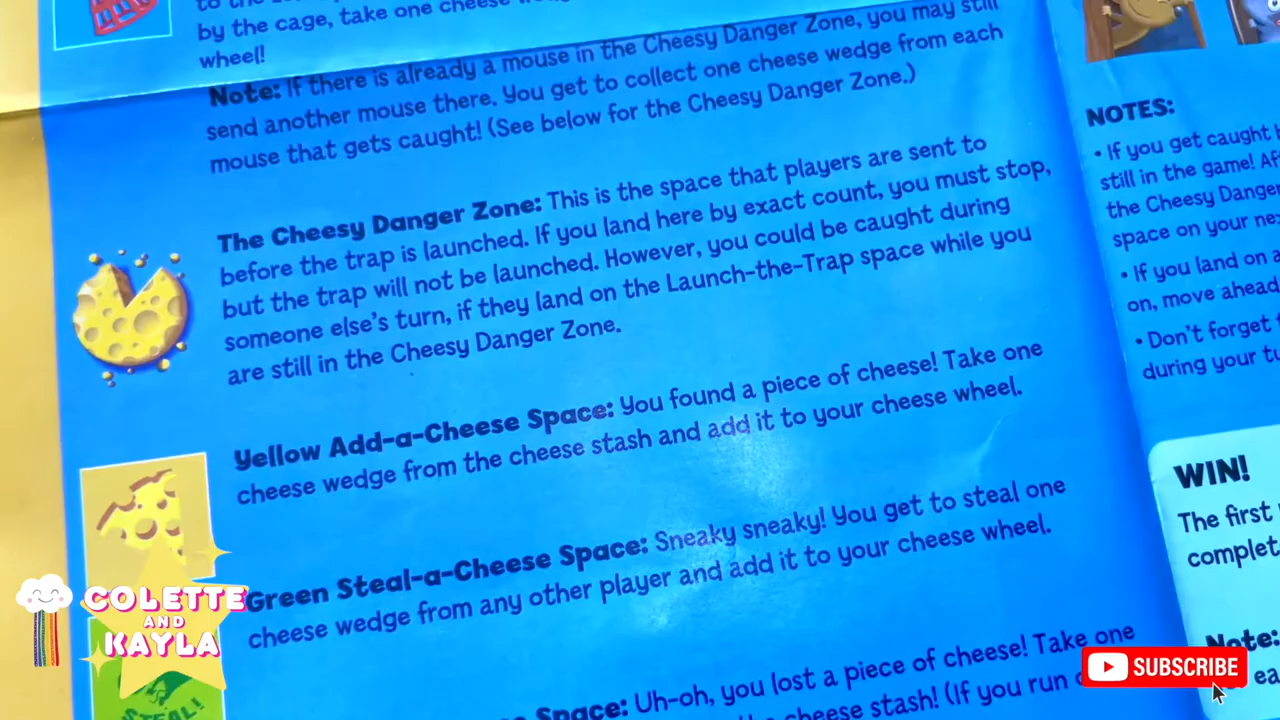 by the cage, take one cheese
wheel!
Note: If there is already a mouse in the Cheesy Danger Zone, you may still
send another mouse there. You get to collect one cheese wedge from each
mouse that gets caught! (See below for the Cheesy Danger Zone.)
The Cheesy Danger Zone: This is the space that players are sent to
before the trap is launched. If you land here by exact count, you must stop,
but the trap will not be launched. However, you could be caught during
someone else's turn, if they land on the Launch-the-Trap space while you
are still in the Cheesy Danger Zone.
Yellow Add-a-Cheese Space: You found a piece of cheese! Take one
cheese wedge from the cheese stash and add it to your cheese wheel.
Green Steal-a-Cheese Space: Sneaky sneaky! You get to steal one
cheese wedge from any other player and add it to your cheese wheel.
Space: Uh-oh, you lost a piece of cheese! Take one
cheese stash! (If you run
STEAL!
NOTES:
• If you get caught
still in the game!
the Cheesy Danger
space on your
• If you land on
on, move ahead
• Don't forget
during your
WIN!
The first
Note:
COLETTE
AND
KAYLA
SUBSCRIBE